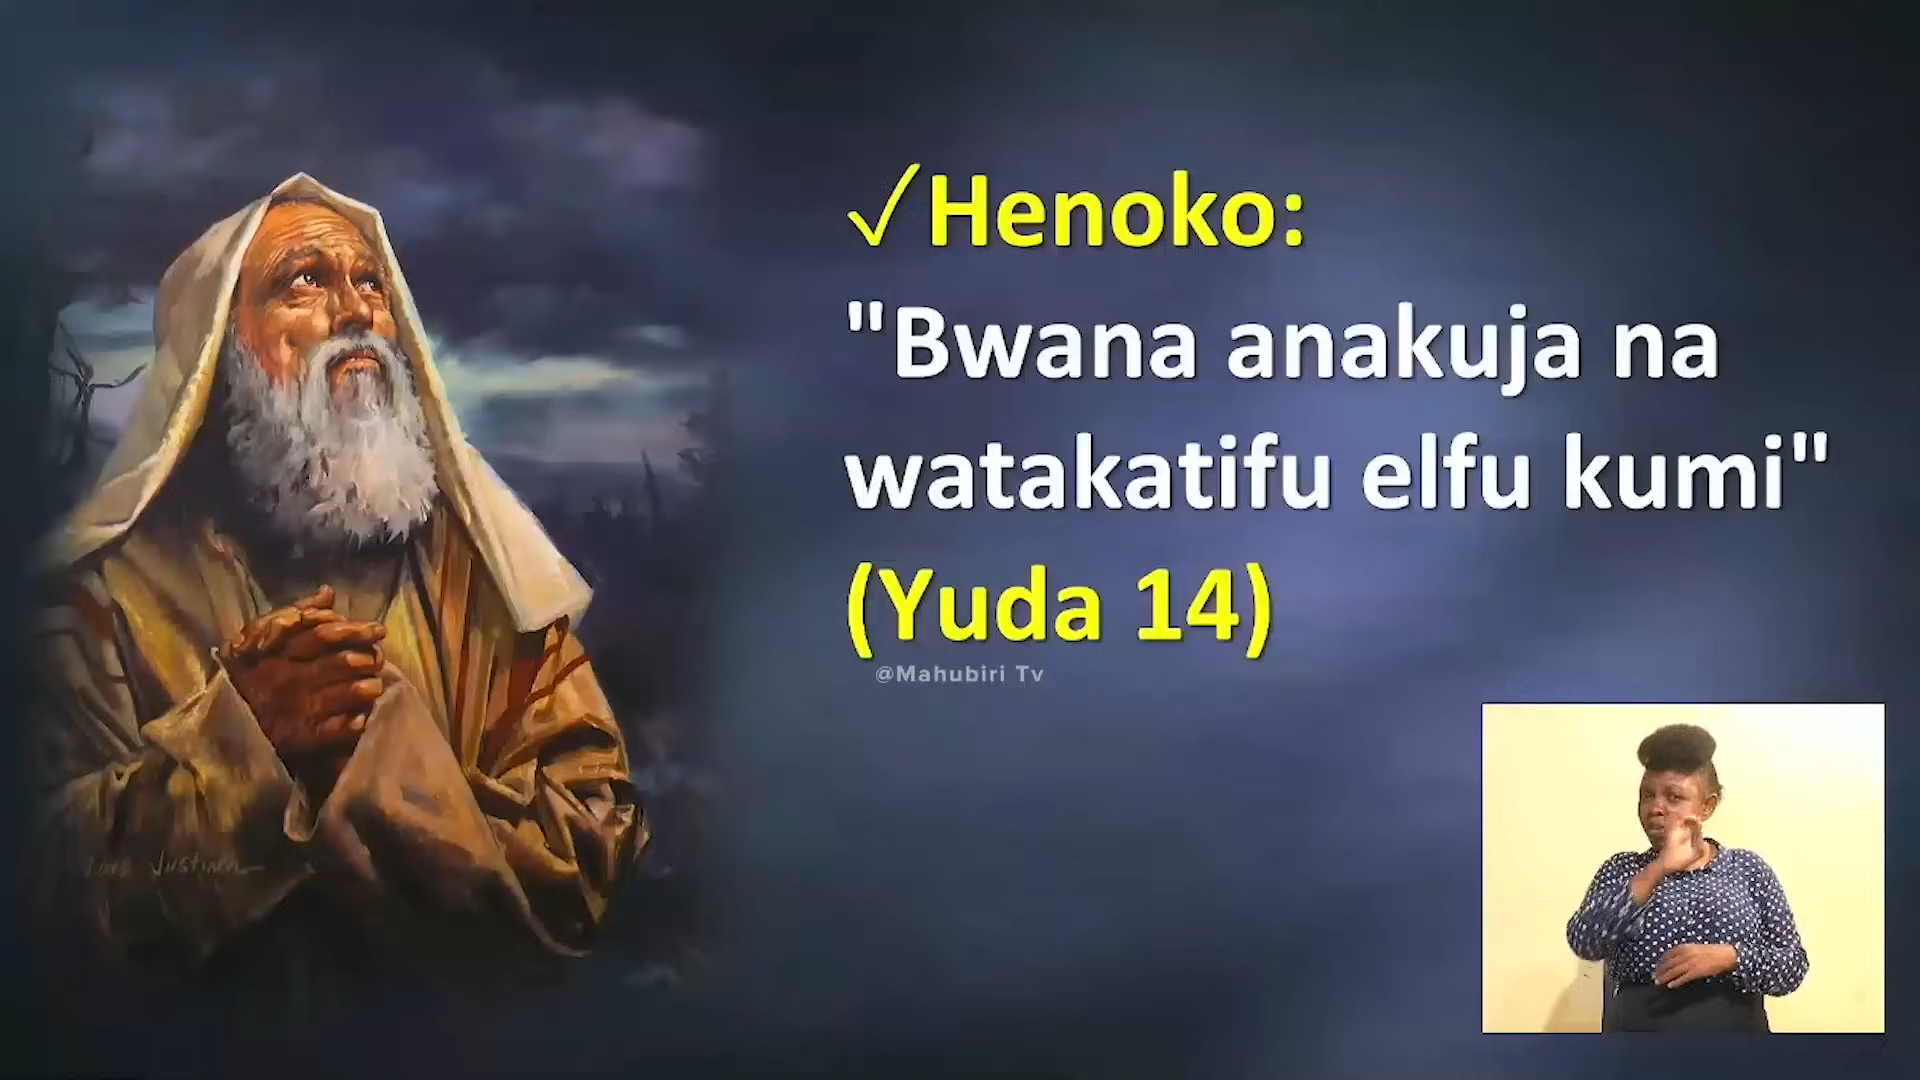 ✓Henoko:
"Bwana anakuja na
watakatifu elfu kumi"
(Yuda 14)
@Mahubiri Tv